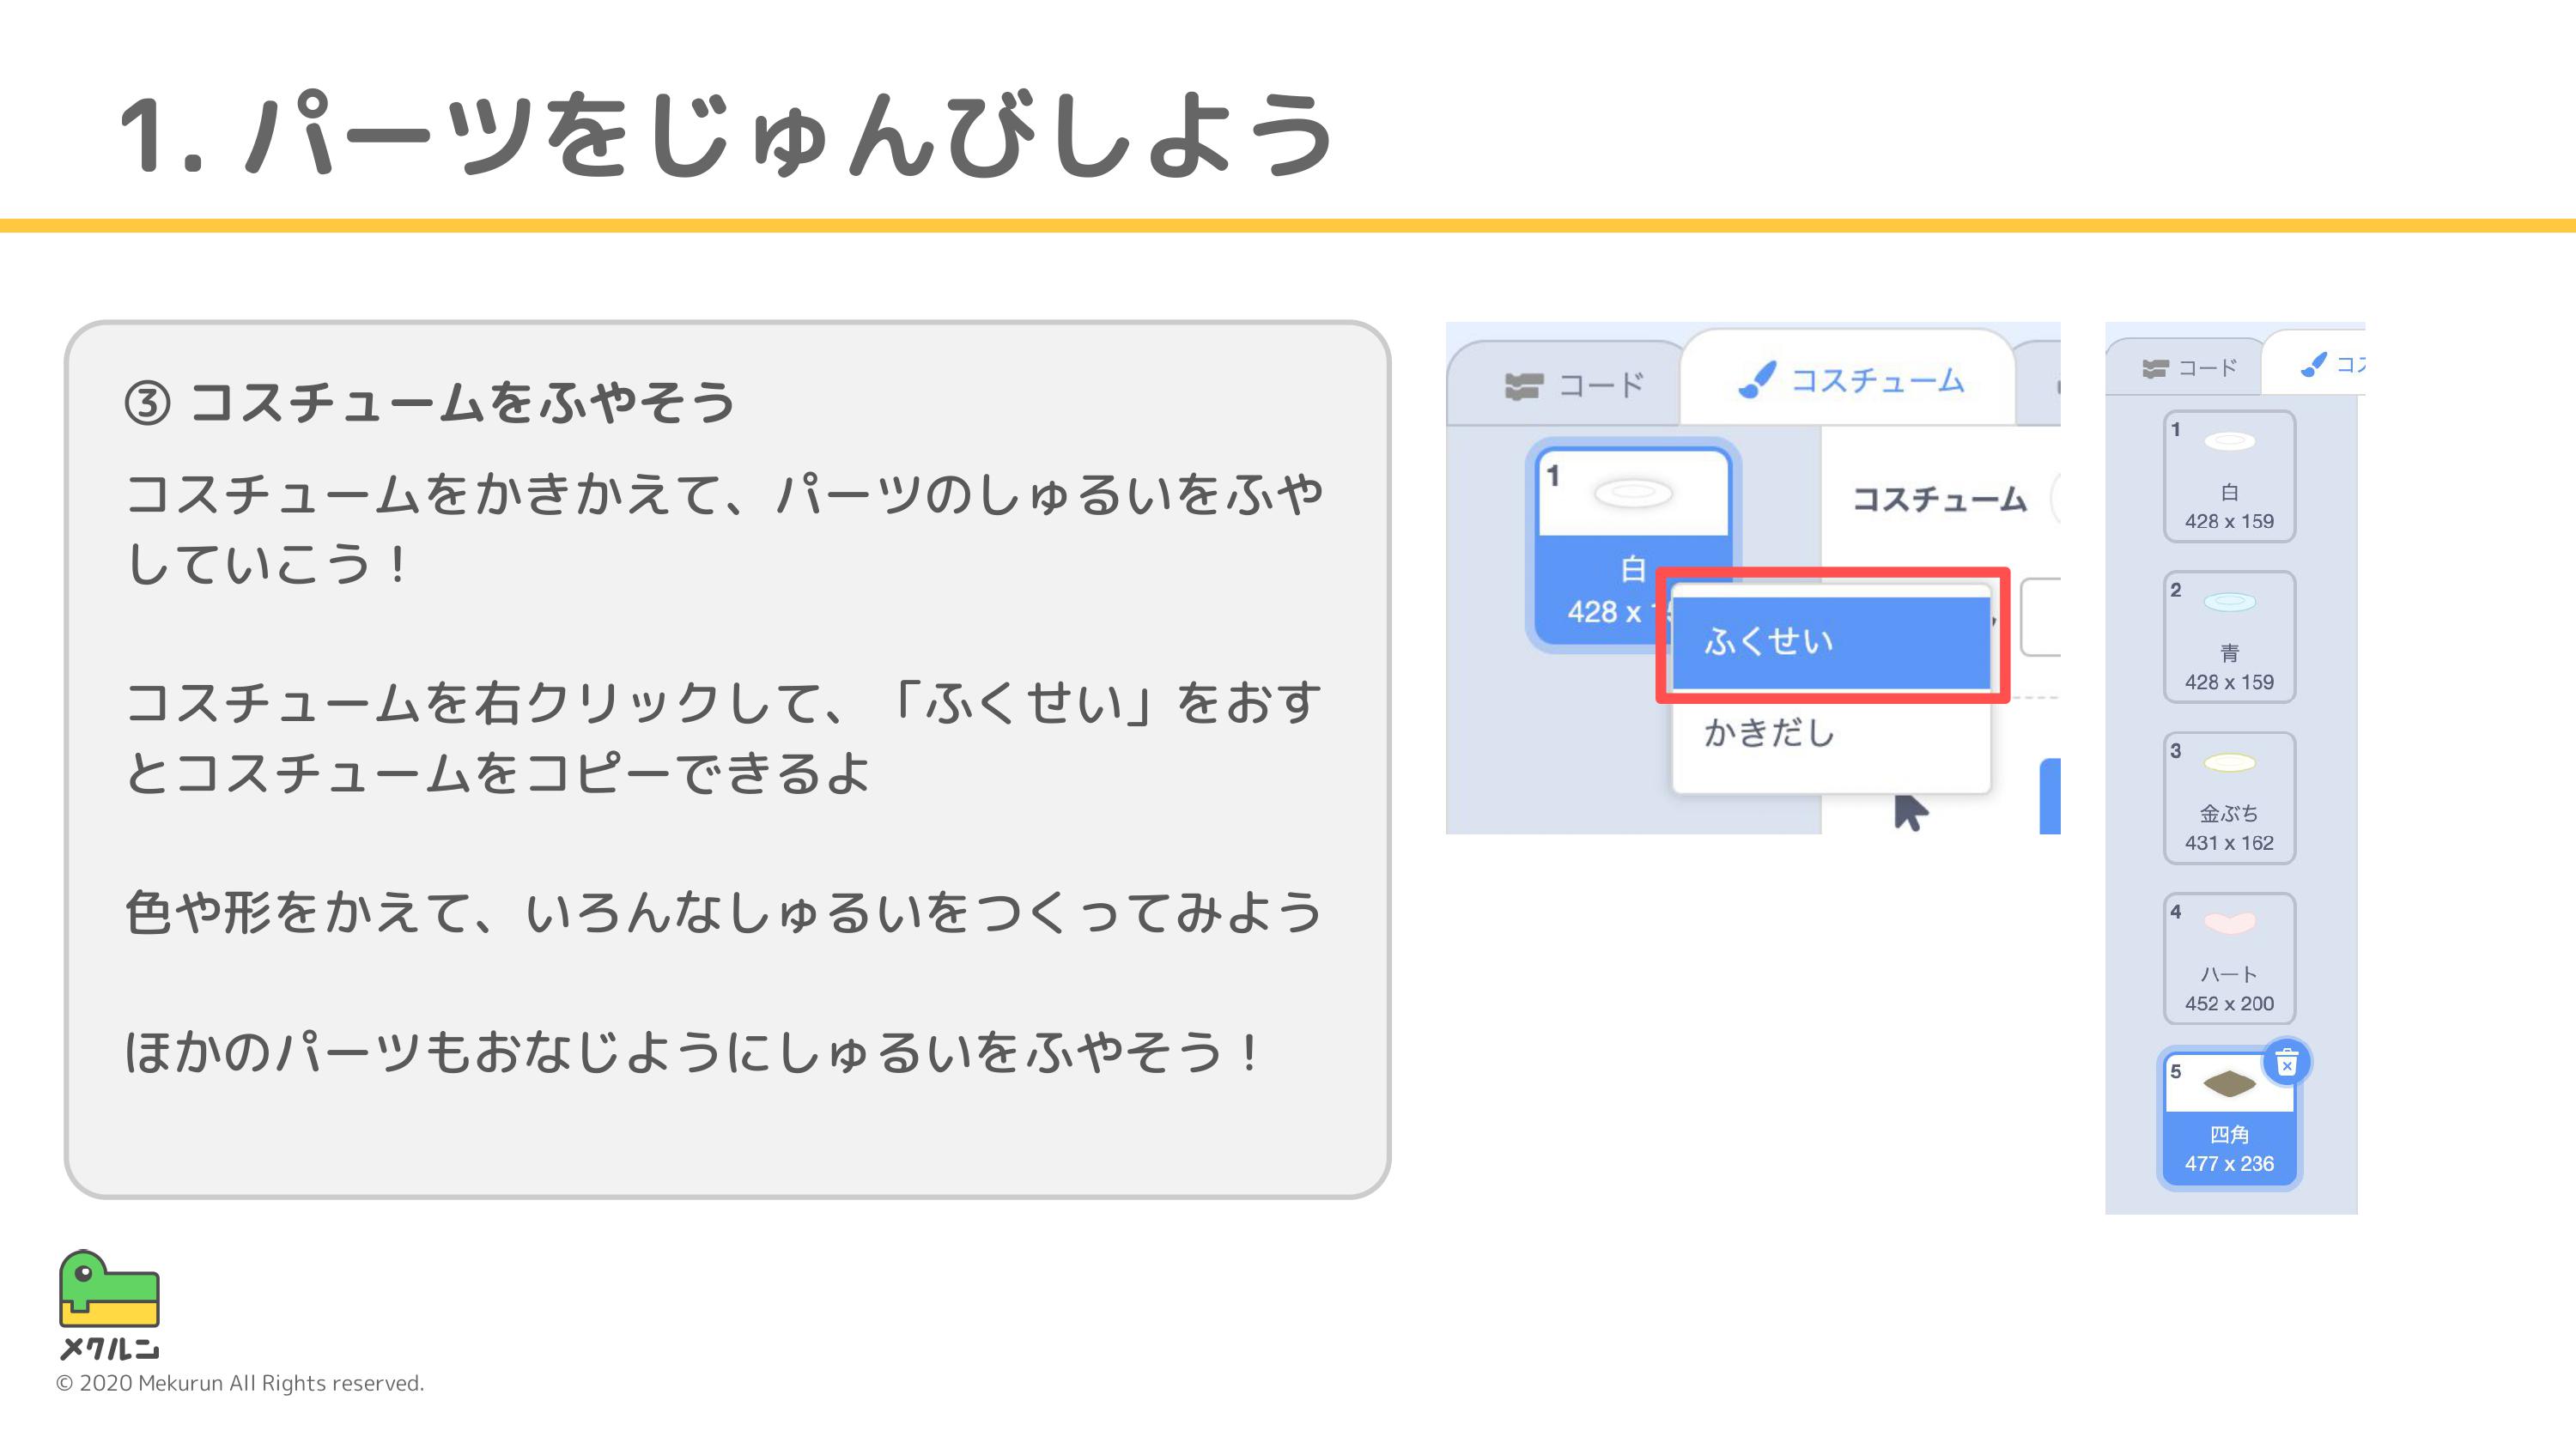 1. パーツをじゅんびしよう
③ コスチュームをふやそう
コスチュームをかきかえて、パーツのしゅるいをふや
していこう！
コスチュームを右クリックして、「ふくせい」をおす
とコスチュームをコピーできるよ
色や形をかえて、いろんなしゅるいをつくってみよう
ほかのパーツもおなじようにしゅるいをふやそう！
コード
コスチューム
1
白
428 x
コスチューム
ふくせい
かきだし
コード
コス
1
白
428 x 159
2
青
428 x 159
3
金ぶち
431 x 162
4
ハート
452 x 200
5
四角
477 x 236
メクルン
© 2020 Mekurun All Rights reserved.